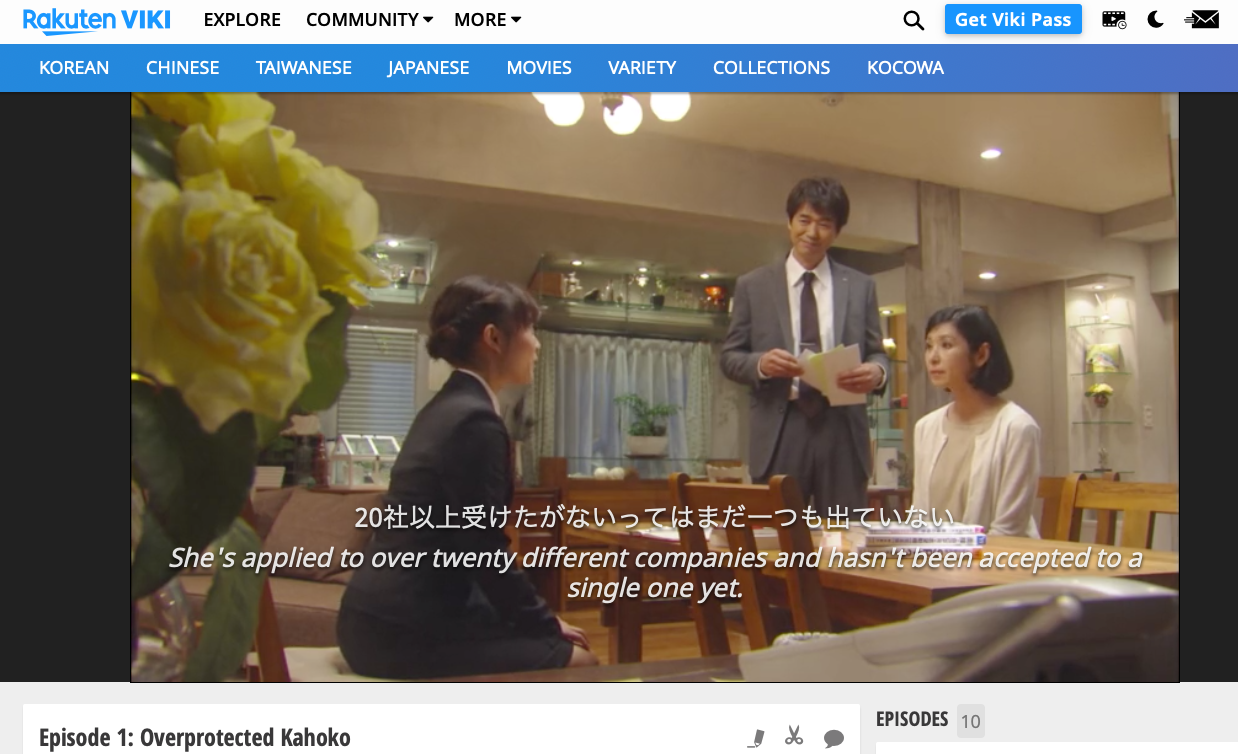 Rakuten VIKI EXPLORE COMMUNITY MORE Get Viki Pass
KOREAN CHINESE TAIWANESE JAPANESE MOVIES VARIETY COLLECTIONS KOCOWA
20社以上受けたがないってはまだ一つも出ていない
She's applied to over twenty different companies and hasn't been accepted to a
single one yet.
Episode 1: Overprotected Kahoko
EPISODES 10